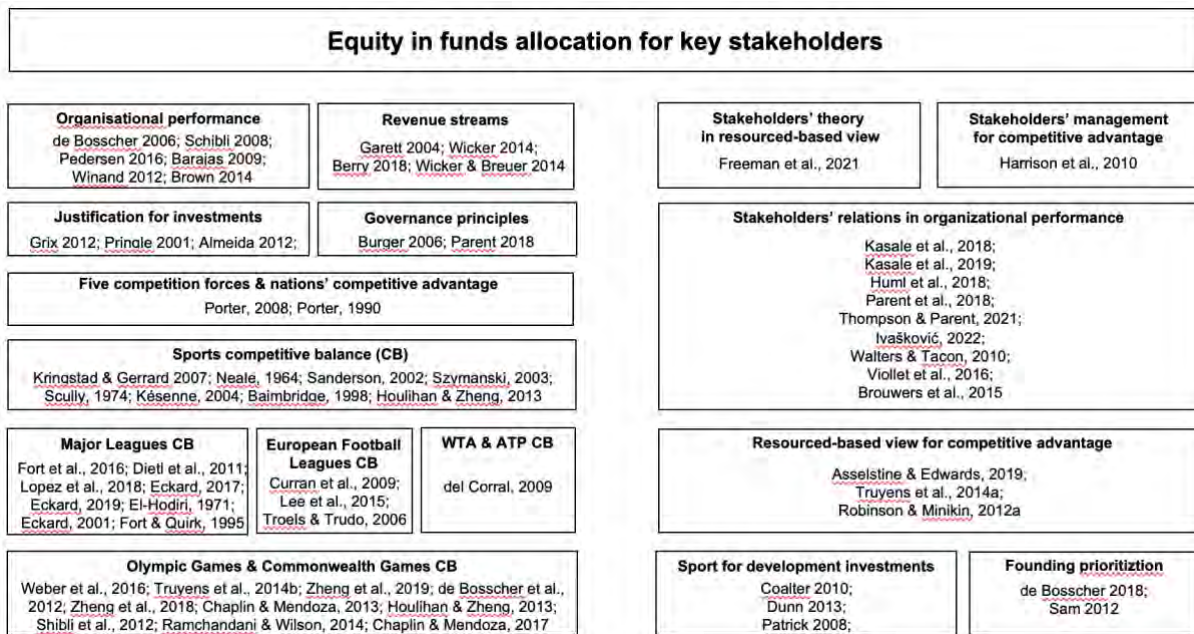 Equity in funds allocation for key stakeholders
Organisational performance
de Bosscher 2006; Schibli 2008;
Pedersen 2016; Barajas 2009;
Winand 2012; Brown 2014
Revenue streams
Garett 2004; Wicker 2014;
Berry 2018; Wicker & Breuer 2014
Justification for investments
Grix 2012; Pringle 2001; Almeida 2012;
Governance principles
Burger 2006; Parent 2018
Five competition forces & nations' competitive advantage
Porter, 2008; Porter, 1990
Sports competitive balance (CB)
Kringstad & Gerrard 2007; Neale, 1964; Sanderson, 2002; Szymanski, 2003;
Scully, 1974; Késenne, 2004; Baimbridge, 1998; Houlihan & Zheng, 2013
Major Leagues CB
Fort et al., 2016; Dietl et al., 2011;
Lopez et al., 2018; Eckard, 2017;
Eckard, 2019; El-Hodiri, 1971;
Eckard, 2001; Fort & Quirk, 1995
European Football
Leagues CB
Curran et al., 2009;
Lee et al., 2015;
Troels & Trudo, 2006
WTA & ATP CB
del Corral, 2009
Olympic Games & Commonwealth Games CB
Weber et al., 2016; Truyens et al., 2014b; Zheng et al., 2019; de Bosscher et al.,
2012; Zheng et al., 2018; Chaplin & Mendoza, 2013; Houlihan & Zheng, 2013;
Shibli et al., 2012; Ramchandani & Wilson, 2014; Chaplin & Mendoza, 2017
Stakeholders' theory
in resourced-based view
Freeman et al., 2021
Stakeholders' management
for competitive advantage
Harrison et al., 2010
Stakeholders' relations in organizational performance
Kasale et al., 2018;
Kasale et al., 2019;
Huml et al., 2018;
Parent et al., 2018;
Thompson & Parent, 2021;
Ivašković, 2022;
Walters & Tacon, 2010;
Viollet et al., 2016;
Brouwers et al., 2015
Resourced-based view for competitive advantage
Asselstine & Edwards, 2019;
Truyens et al., 2014a;
Robinson & Minikin, 2012a
Sport for development investments
Coalter 2010;
Dunn 2013;
Patrick 2008;
Founding prioritiztion
de Bosscher 2018;
Sam 2012